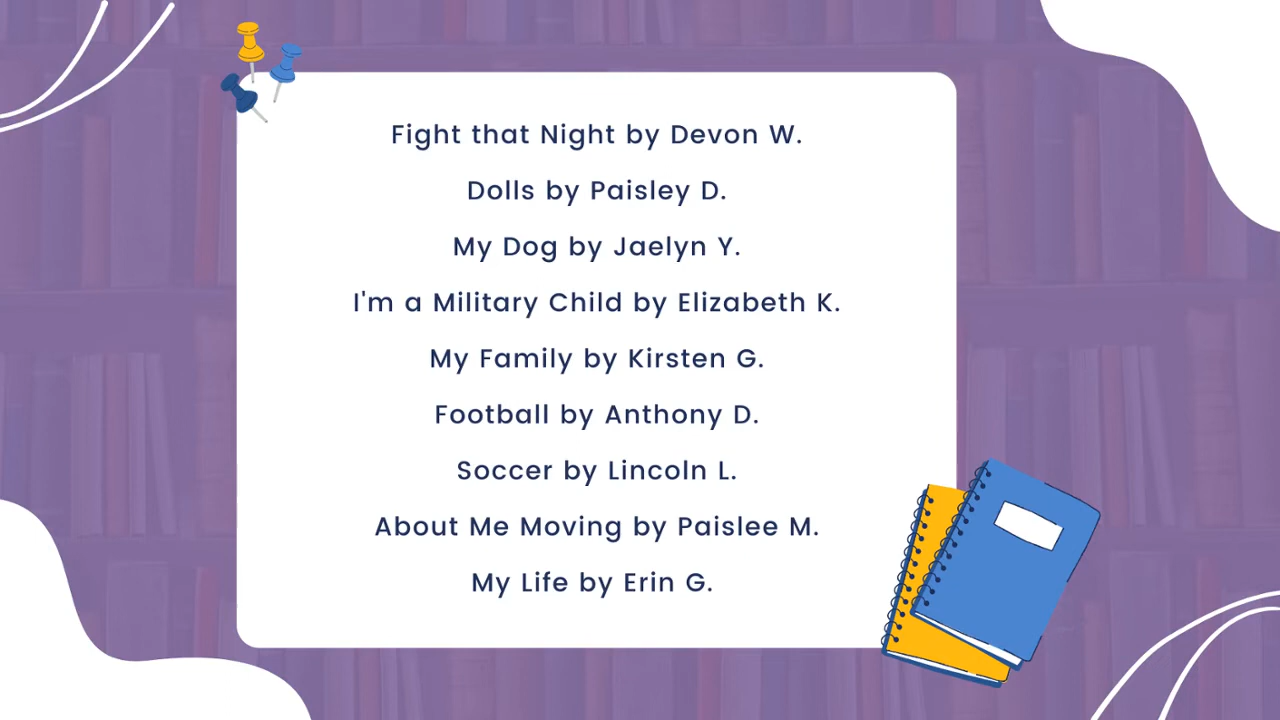 Fight that Night by Devon W.
Dolls by Paisley D.
My Dog by Jaelyn Y.
I'm a Military Child by Elizabeth K.
My Family by Kirsten G.
Football by Anthony D.
Soccer by Lincoln L.
About Me Moving by Paislee M.
My Life by Erin G.